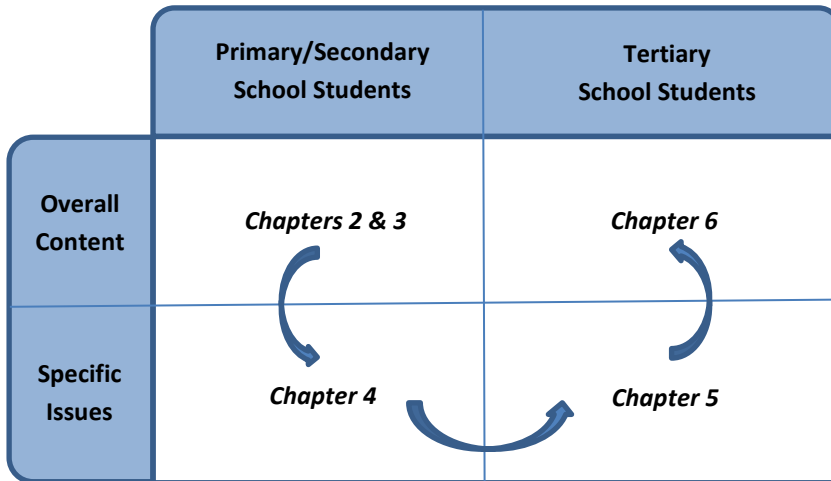 Primary/Secondary
School Students
Tertiary
School Students
Overall
Content
Chapters 2 & 3
Chapter 6
Specific
Issues
Chapter 4
Chapter 5